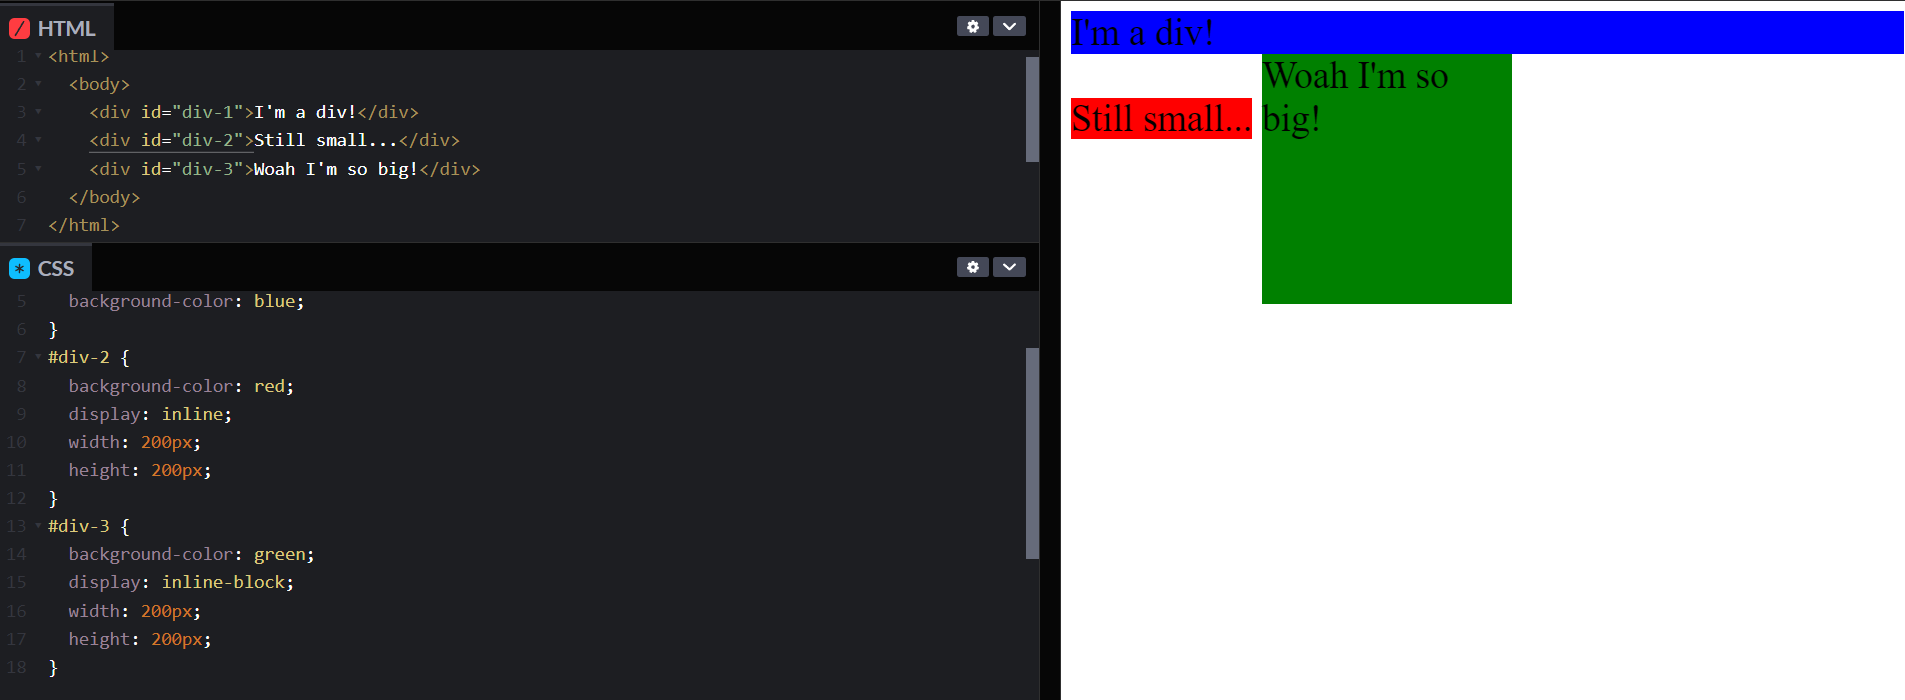 HTML
1 <html>
2 <body>
3 <div id="div-1">I'm a div!</div>
4 <div id="div-2">Still small...</div>
5 <div id="div-3">Woah I'm so big!</div>
6 </body>
7 </html>
CSS
5 background-color: blue;
6 }
7 #div-2 {
8 background-color: red;
9 display: inline;
10 width: 200px;
11 height: 200px;
12 }
13 #div-3 {
14 background-color: green;
15 display: inline-block;
16 width: 200px;
17 height: 200px;
18 }
I'm a div!
Still small...
Woah I'm so
big!